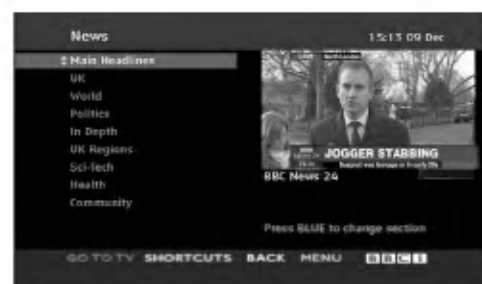 News
15:13 09 Dec
Main Headlines
UK
World
Politics
In Depth
UK Regions
Sci-Tech
Health
Community
JOGGER STABBING
BBC News 24
Press BLUE to change section
GO TO TV SHORTCUTS BACK MENU BBCi